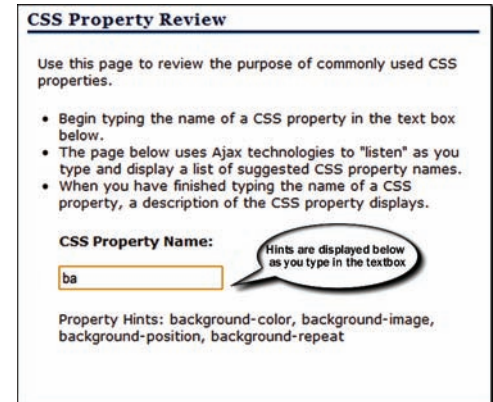 CSS Property Review
Use this page to review the purpose of commonly used CSS
properties.
• Begin typing the name of a CSS property in the text box
below.
• The page below uses Ajax technologies to "listen" as you
type and display a list of suggested CSS property names.
• When you have finished typing the name of a CSS
property, a description of the CSS property displays.
CSS Property Name:
Hints are displayed below
as you type in the textbox
ba
Property Hints: background-color, background-image,
background-position, background-repeat